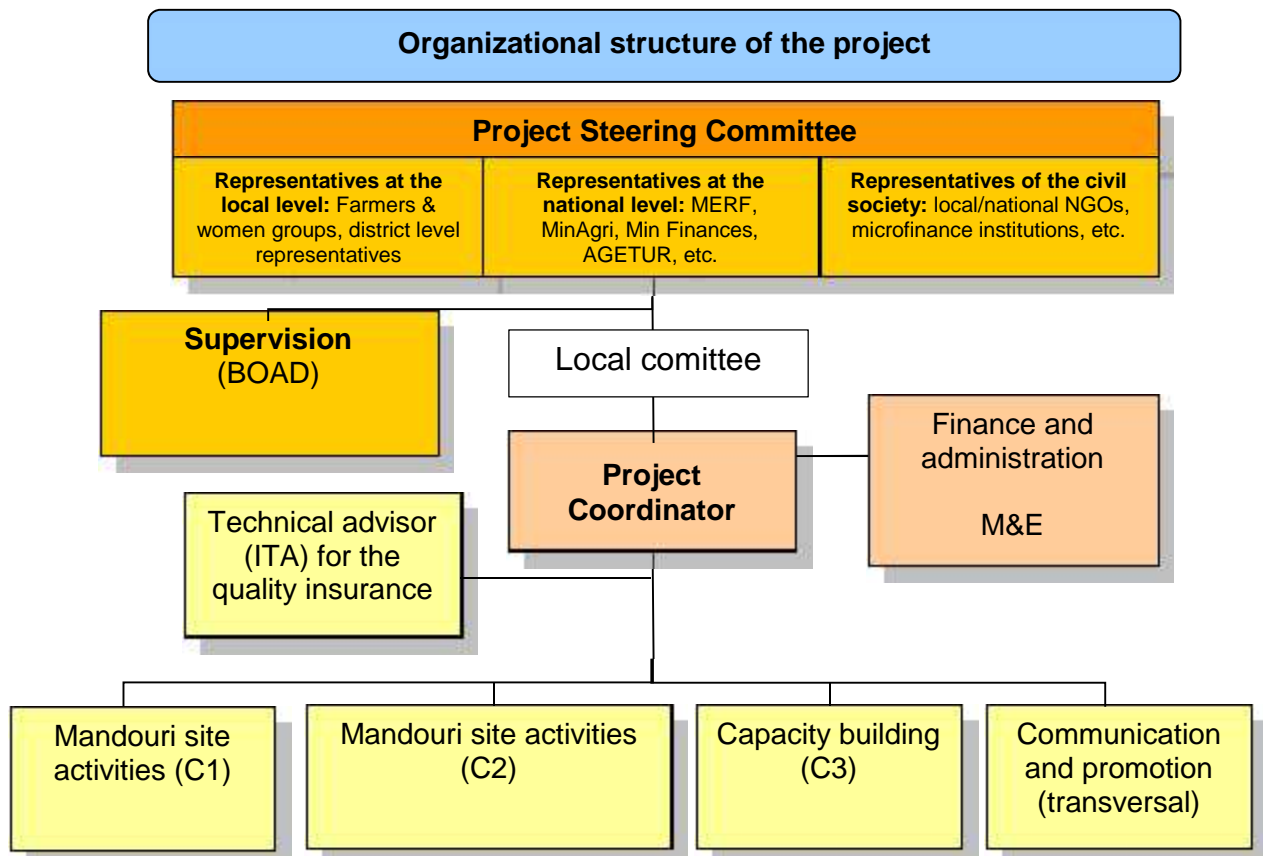 Organizational structure of the project
Project Steering Committee
Representatives at the
local level: Farmers &
women groups, district level
representatives
Representatives at the
national level: MERF,
MinAgri, Min Finances,
AGETUR, etc.
Representatives of the civil
society: local/national NGOs,
microfinance institutions, etc.
Supervision
(BOAD)
Local comittee
Finance and
administration
M&E
Project
Coordinator
Technical advisor
(ITA) for the
quality insurance
Mandouri site
activities (C1)
Mandouri site activities
(C2)
Capacity building
(C3)
Communication
and promotion
(transversal)